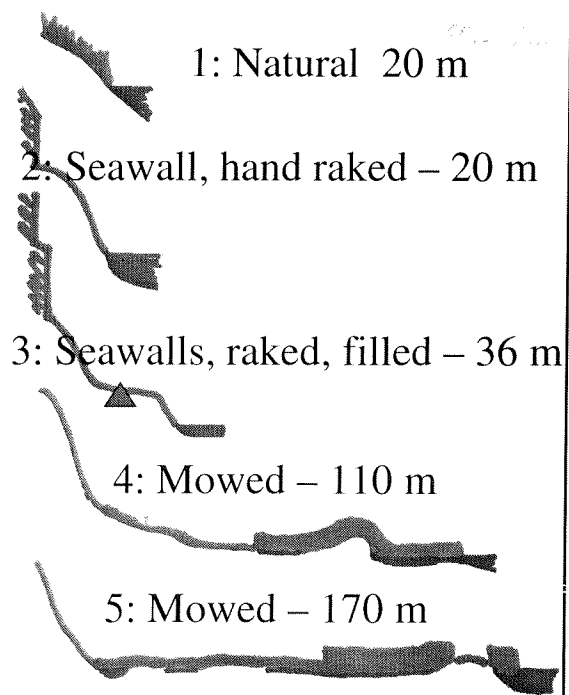 1: Natural 20 m
2: Seawall, hand raked – 20 m
3: Seawalls, raked, filled – 36 m
4: Mowed – 110 m
5: Mowed – 170 m